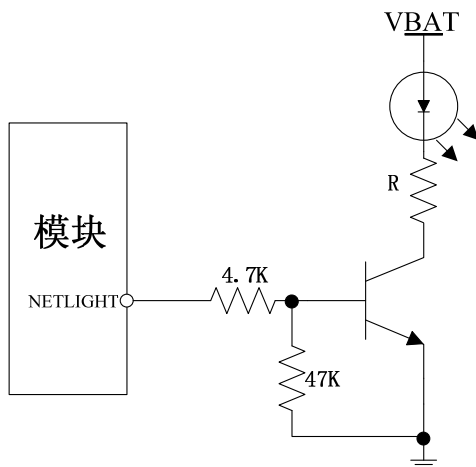 VBAT
R
模块
4.7K
NETLIGHT
47K